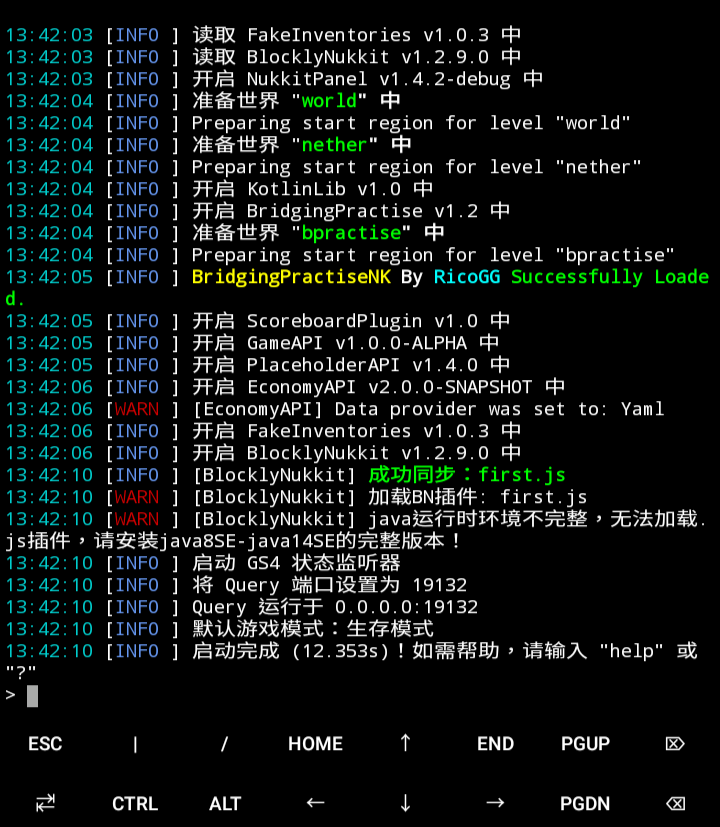 13:42:03 [INFO ] 读取 FakeInventories v1.0.3 中
13:42:03 [INFO ] 读取 BlocklyNukkit v1.2.9.0 中
13:42:03 [INFO ] 开启 NukkitPanel v1.4.2-debug 中
13:42:04 [INFO ] 准备世界 "world" 中
13:42:04 [INFO ] Preparing start region for level "world"
13:42:04 [INFO ] 准备世界 "nether" 中
13:42:04 [INFO ] Preparing start region for level "nether"
13:42:04 [INFO ] 开启 KotlinLib v1.0 中
13:42:04 [INFO ] 开启 BridgingPractise v1.2 中
13:42:04 [INFO ] 准备世界 "bpractise" 中
13:42:04 [INFO ] Preparing start region for level "bpractise"
13:42:05 [INFO ] BridgingPractiseNK By RicoGG Successfully Loade
d.
13:42:05 [INFO ] 开启 ScoreboardPlugin v1.0 中
13:42:05 [INFO ] 开启 GameAPI v1.0.0-ALPHA 中
13:42:05 [INFO ] 开启 PlaceholderAPI v1.4.0 中
13:42:06 [INFO ] 开启 EconomyAPI v2.0.0-SNAPSHOT 中
13:42:06 [WARN ] [EconomyAPI] Data provider was set to: Yaml
13:42:06 [INFO ] 开启 FakeInventories v1.0.3 中
13:42:06 [INFO ] 开启 BlocklyNukkit v1.2.9.0 中
13:42:10 [INFO ] [BlocklyNukkit] 成功同步：first.js
13:42:10 [WARN ] [BlocklyNukkit] 加载BN插件: first.js
13:42:10 [WARN ] [BlocklyNukkit] java运行时环境不完整，无法加载.
js插件，请安装java8SE-java14SE的完整版本！
13:42:10 [INFO ] 启动 GS4 状态监听器
13:42:10 [INFO ] 将 Query 端口设置为 19132
13:42:10 [INFO ] Query 运行于 0.0.0.0:19132
13:42:10 [INFO ] 默认游戏模式：生存模式
13:42:10 [INFO ] 启动完成 (12.353s)！如需帮助，请输入 "help" 或
"?"
>
ESC | / HOME ↑ END PGUP ⌦
⇄ CTRL ALT ← ↓ → PGDN ⌫